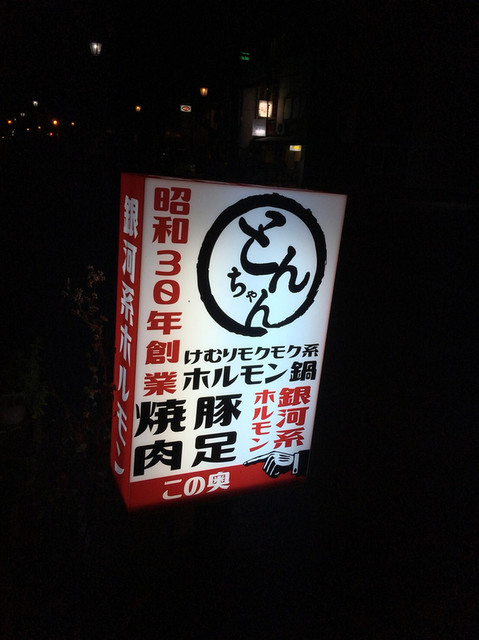 銀河系ホルモン
昭和30年創業
とんちゃん
けむりモクモク系
ホルモン鍋
銀河系
ホルモン
豚足
焼肉
この奥